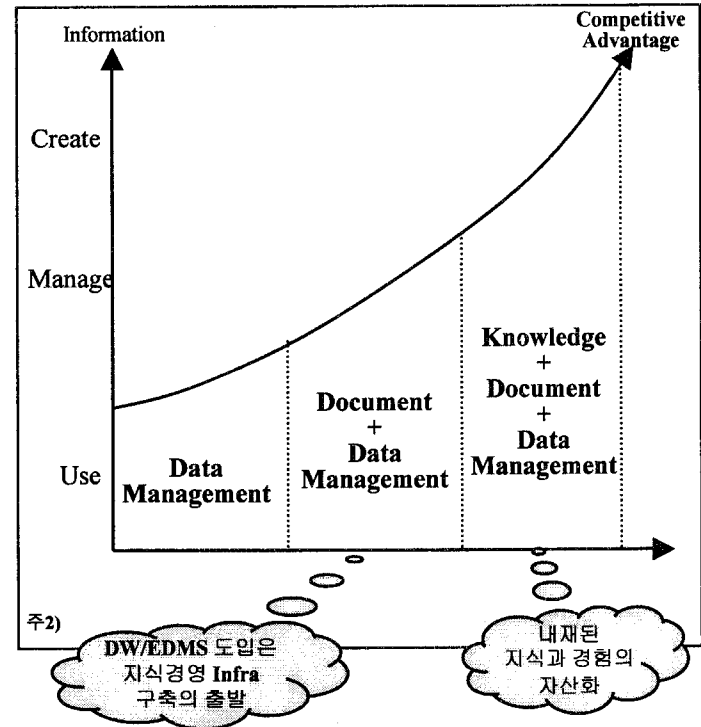 Information
Competitive
Advantage
Create
Manage
Use
Data
Management
Document
+
Data
Management
Knowledge
+
Document
+
Data
Management
주2)
DW/EDMS 도입은
지식경영 Infra
구축의 출발
내재된
지식과 경험의
자산화